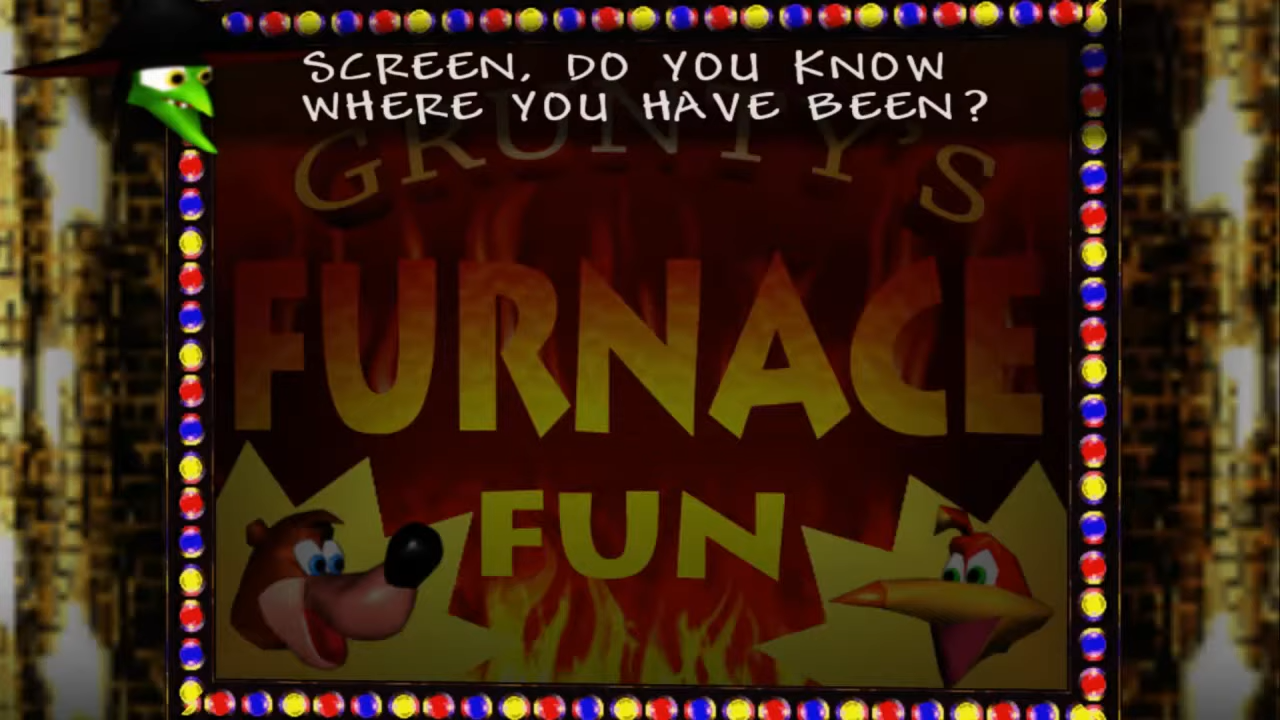 SCREEN, DO YOU KNOW
WHERE YOU HAVE BEEN?
GRUNTY'S
FURNACE
FUN